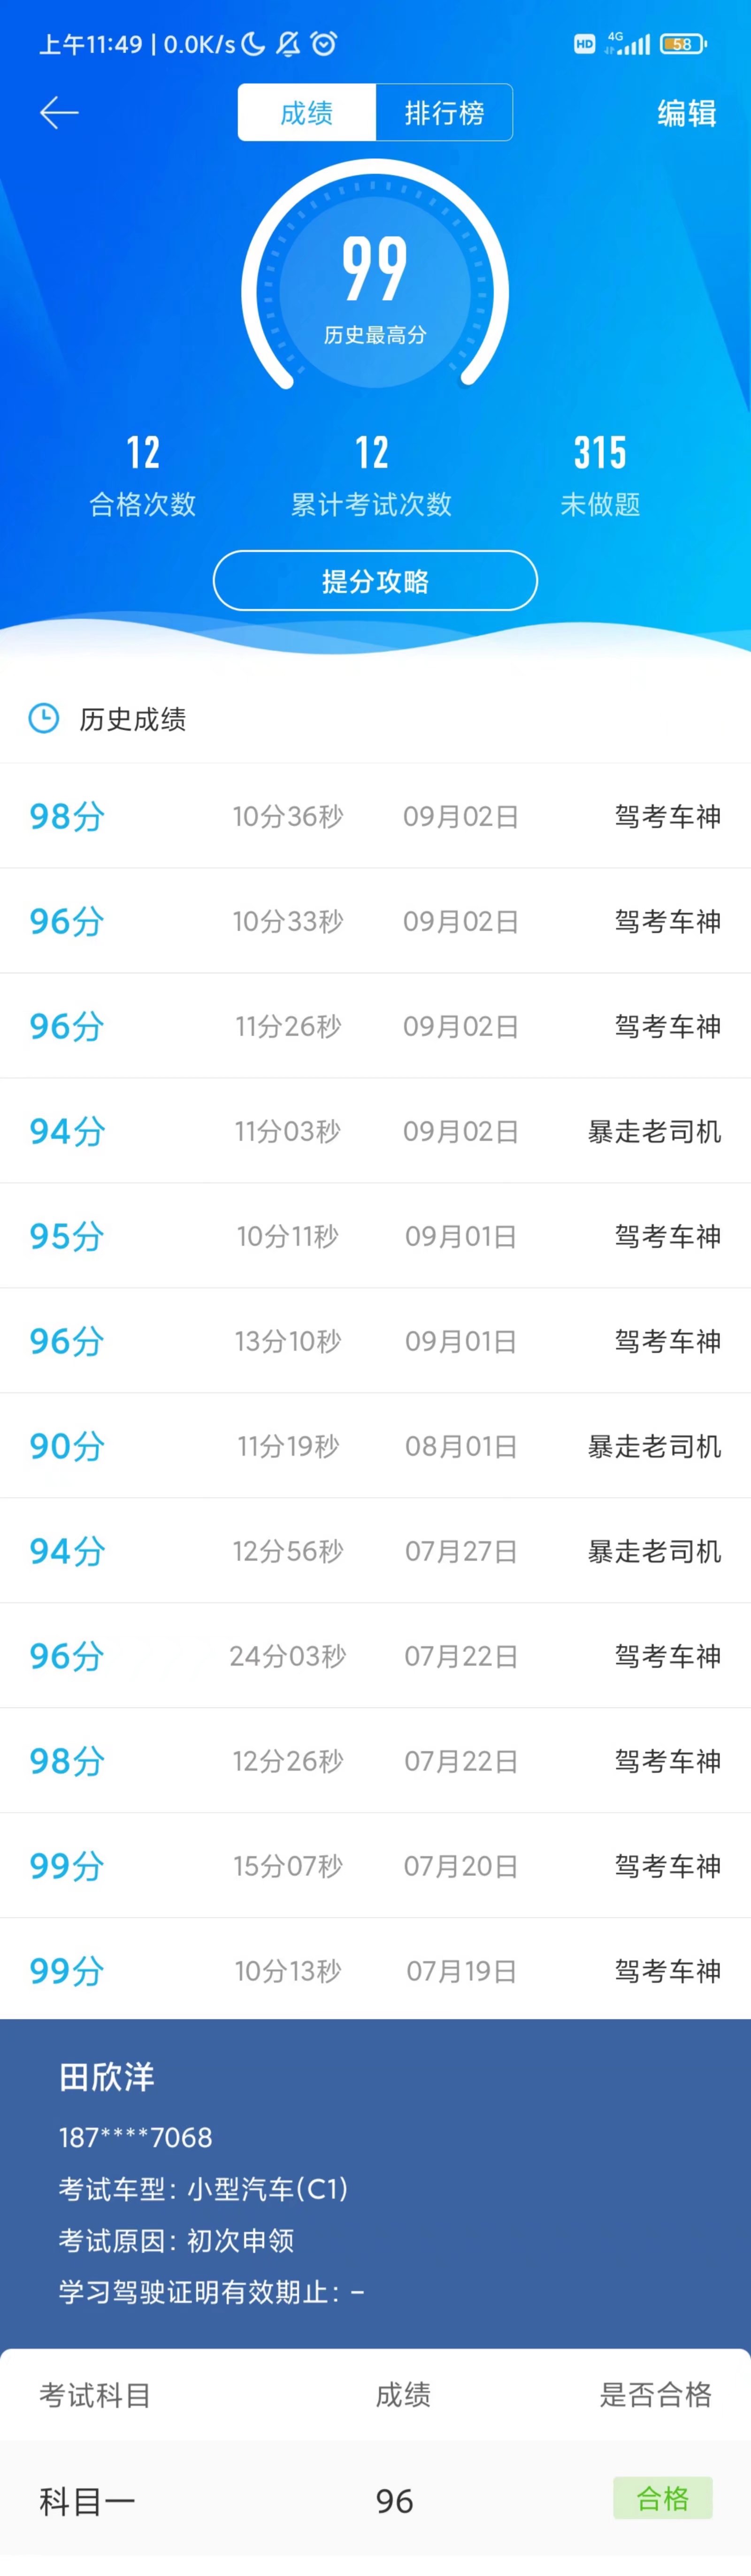 上午11:49 | 0.0K/s HD 4G 58
成绩 排行榜 编辑
99
历史最高分
12 12 315
合格次数 累计考试次数 未做题
提分攻略
历史成绩
98分 10分36秒 09月02日 驾考车神
96分 10分33秒 09月02日 驾考车神
96分 11分26秒 09月02日 驾考车神
94分 11分03秒 09月02日 暴走老司机
95分 10分11秒 09月01日 驾考车神
96分 13分10秒 09月01日 驾考车神
90分 11分19秒 08月01日 暴走老司机
94分 12分56秒 07月27日 暴走老司机
96分 24分03秒 07月22日 驾考车神
98分 12分26秒 07月22日 驾考车神
99分 15分07秒 07月20日 驾考车神
99分 10分13秒 07月19日 驾考车神
田欣洋
187****7068
考试车型: 小型汽车(C1)
考试原因: 初次申领
学习驾驶证明有效期止: -
考试科目 成绩 是否合格
科目一 96 合格